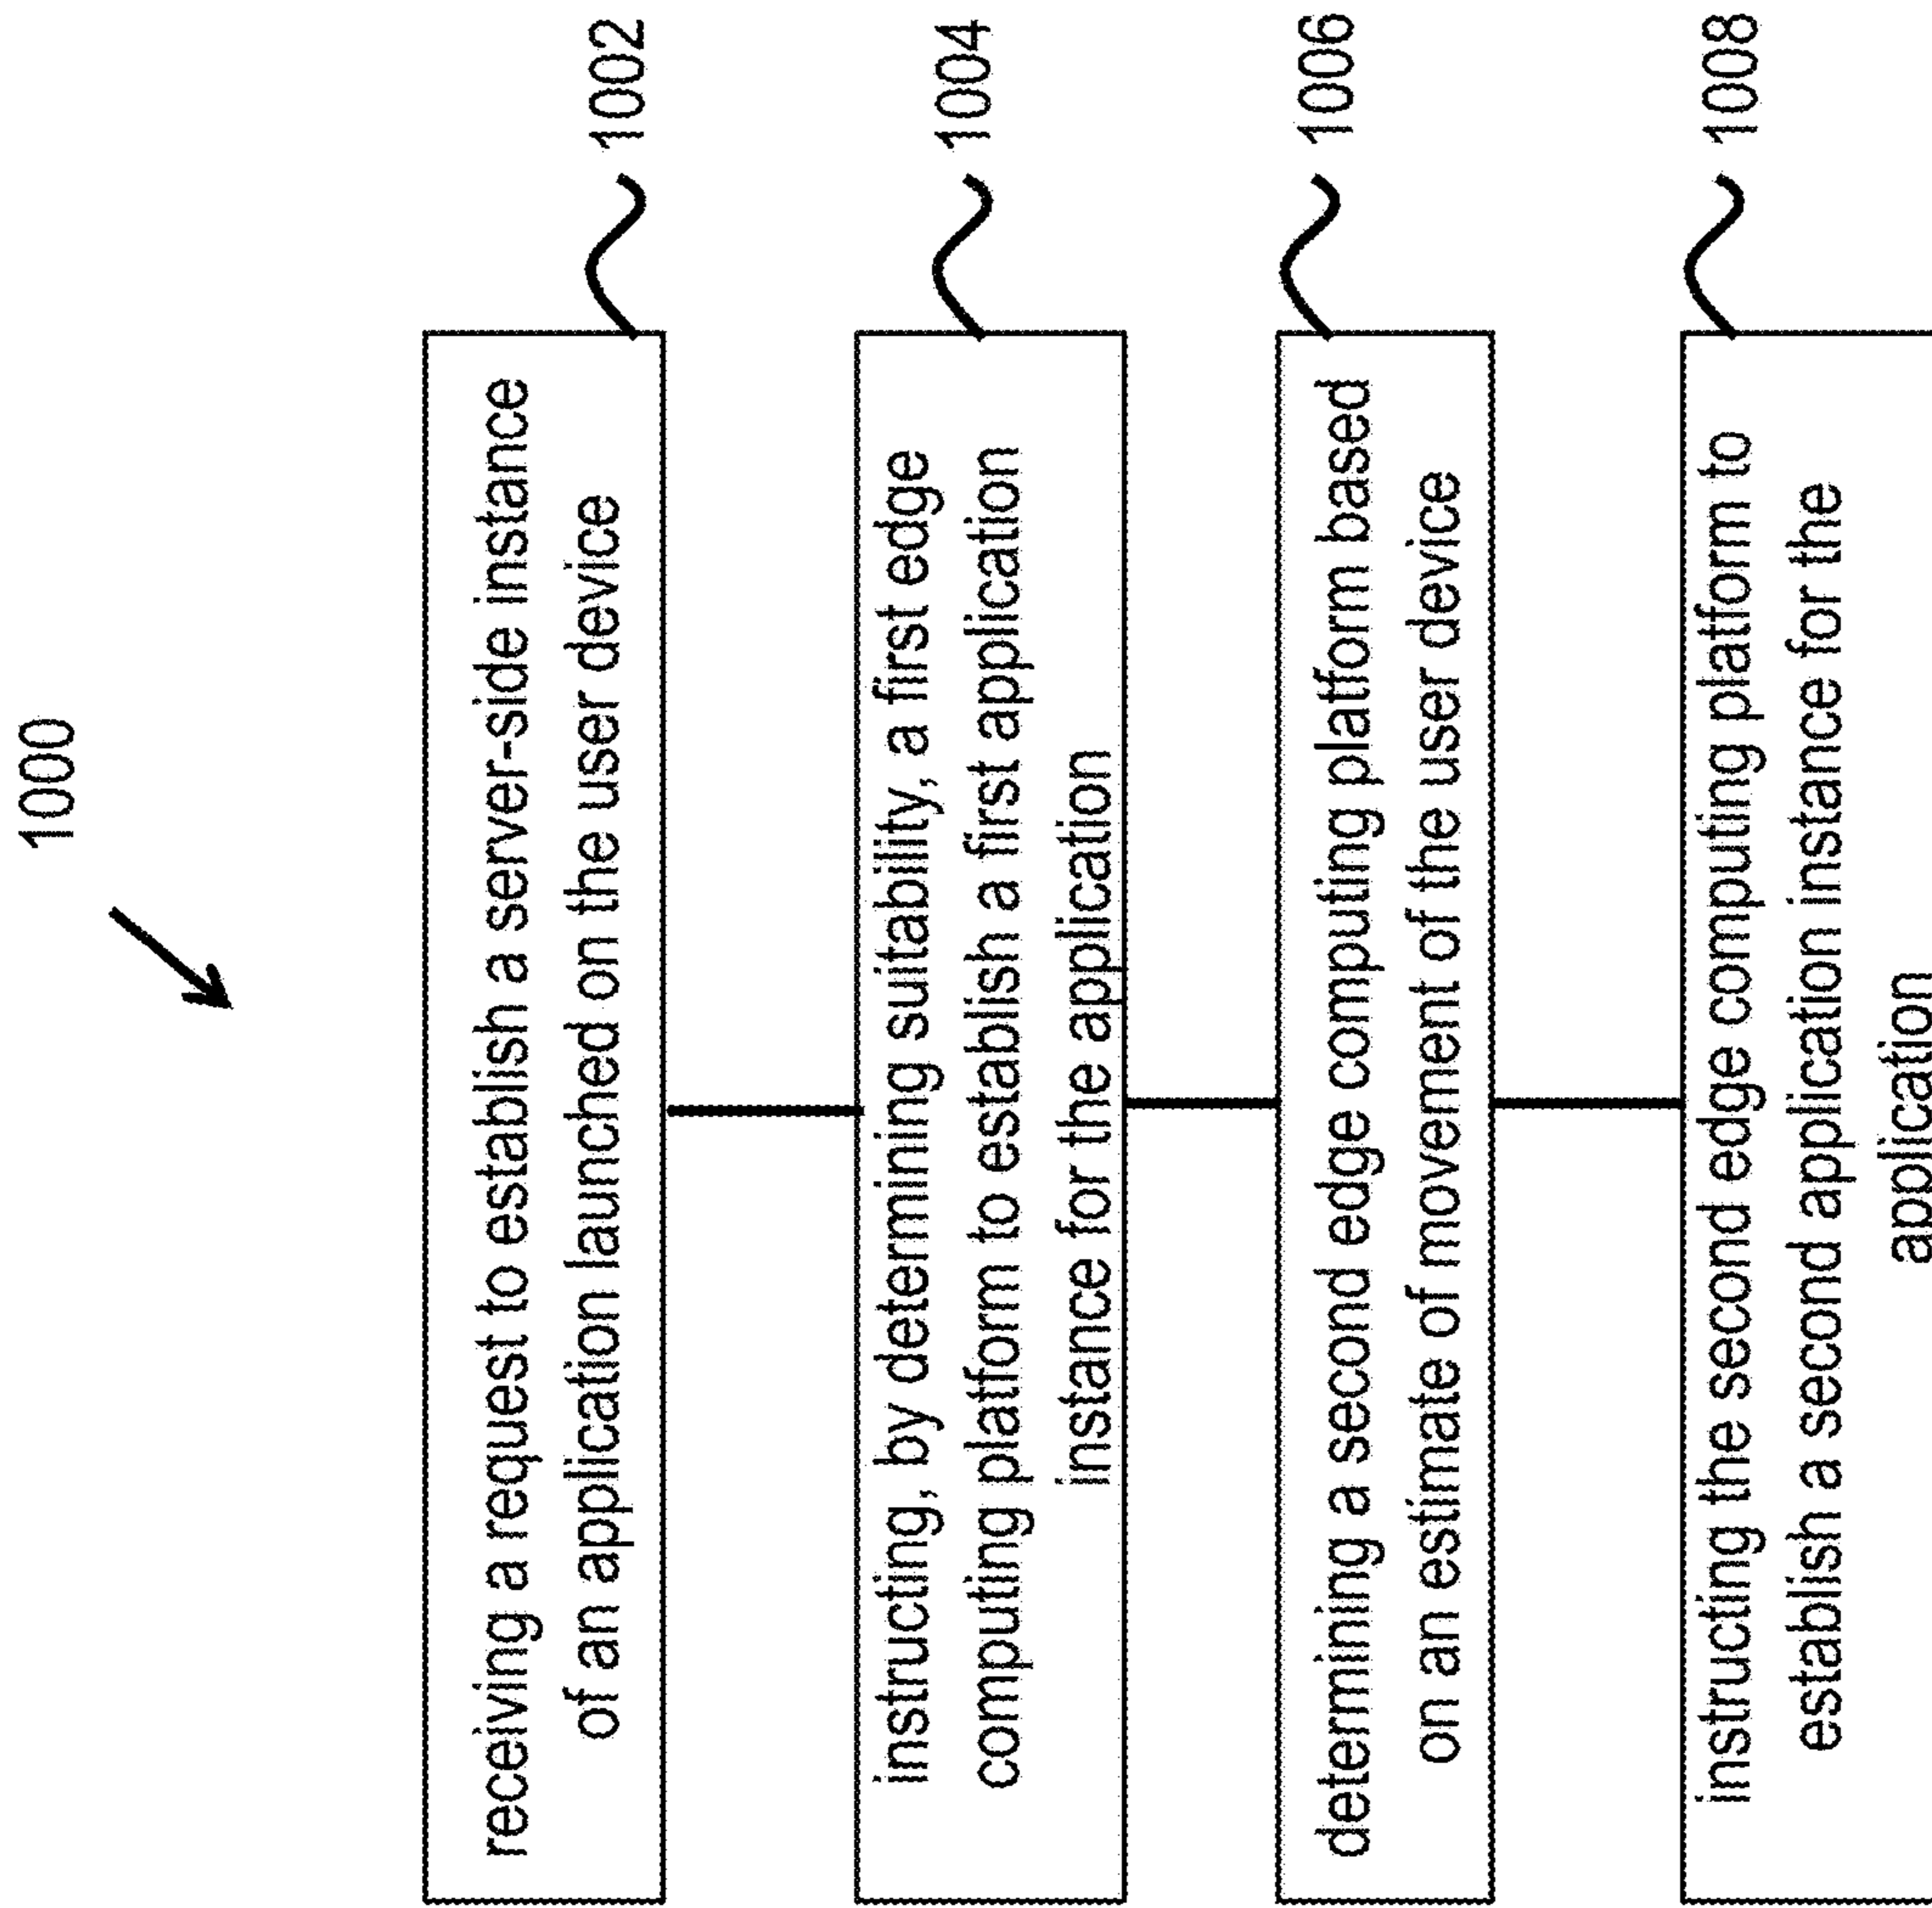 1000
receiving a request to establish a server-side instance
of an application launched on the user device
1002
instructing, by determining suitability, a first edge
computing platform to establish a first application
instance for the application
1004
determining a second edge computing platform based
on an estimate of movement of the user device
1006
instructing the second edge computing platform to
establish a second application instance for the
application
1008